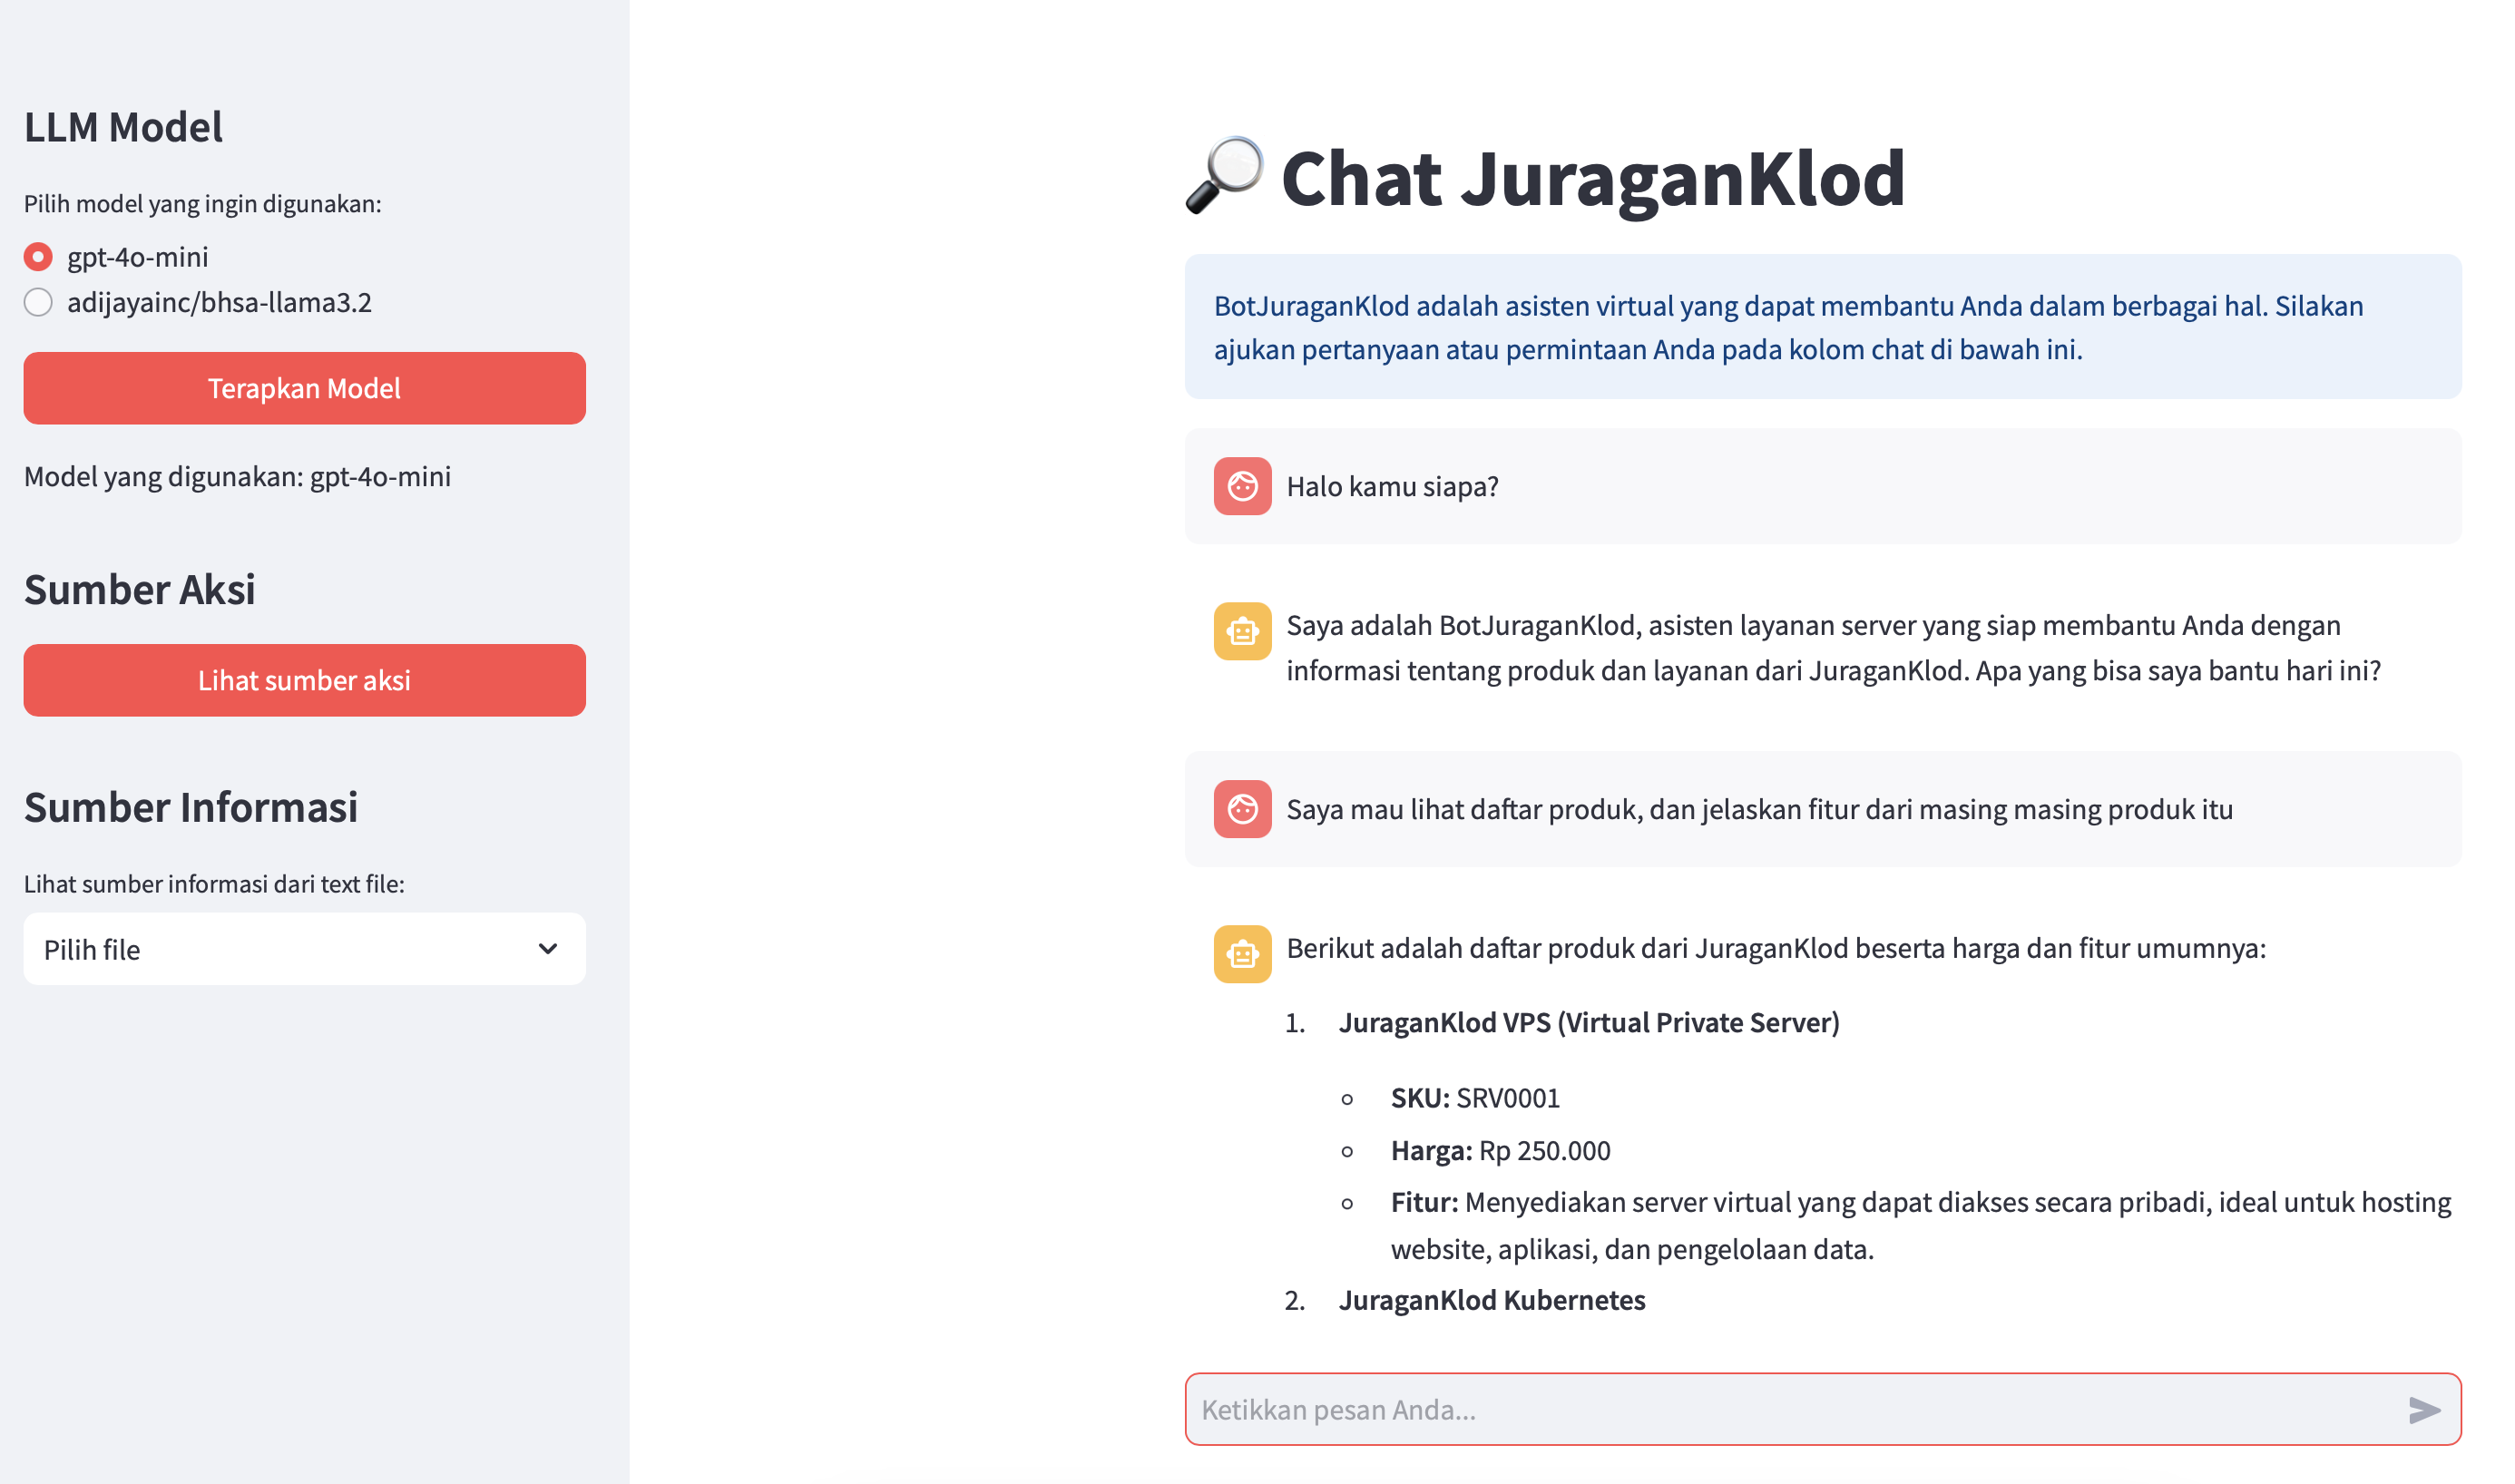 LLM Model
Pilih model yang ingin digunakan:
gpt-4o-mini
adijayainc/bhsa-llama3.2
Terapkan Model
Model yang digunakan: gpt-4o-mini
Sumber Aksi
Lihat sumber aksi
Sumber Informasi
Lihat sumber informasi dari text file:
Pilih file
Chat JuraganKlod
BotJuraganKlod adalah asisten virtual yang dapat membantu Anda dalam berbagai hal. Silakan
ajukan pertanyaan atau permintaan Anda pada kolom chat di bawah ini.
Halo kamu siapa?
Saya adalah BotJuraganKlod, asisten layanan server yang siap membantu Anda dengan
informasi tentang produk dan layanan dari JuraganKlod. Apa yang bisa saya bantu hari ini?
Saya mau lihat daftar produk, dan jelaskan fitur dari masing masing produk itu
Berikut adalah daftar produk dari JuraganKlod beserta harga dan fitur umumnya:
1. JuraganKlod VPS (Virtual Private Server)
SKU: SRV0001
Harga: Rp 250.000
Fitur: Menyediakan server virtual yang dapat diakses secara pribadi, ideal untuk hosting
website, aplikasi, dan pengelolaan data.
2. JuraganKlod Kubernetes
Ketikkan pesan Anda...